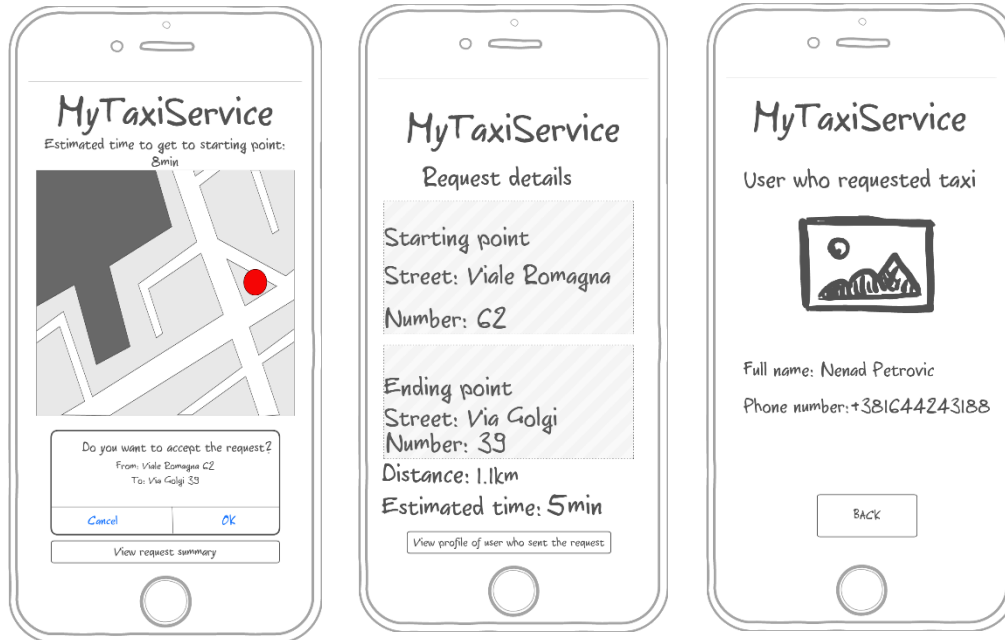 MyTaxiService
Estimated time to get to starting point:
8min
Do you want to accept the request?
From: Viale Romagna 62
To: Via Golgi 39
Cancel
OK
View request summary
MyTaxiService
Request details
Starting point
Street: Viale Romagna
Number: 62
Ending point
Street: Via Golgi
Number: 39
Distance: 1.1km
Estimated time: 5min
View profile of user who sent the request
MyTaxiService
User who requested taxi
Full name: Nenad Petrovic
Phone number:+381644243188
BACK